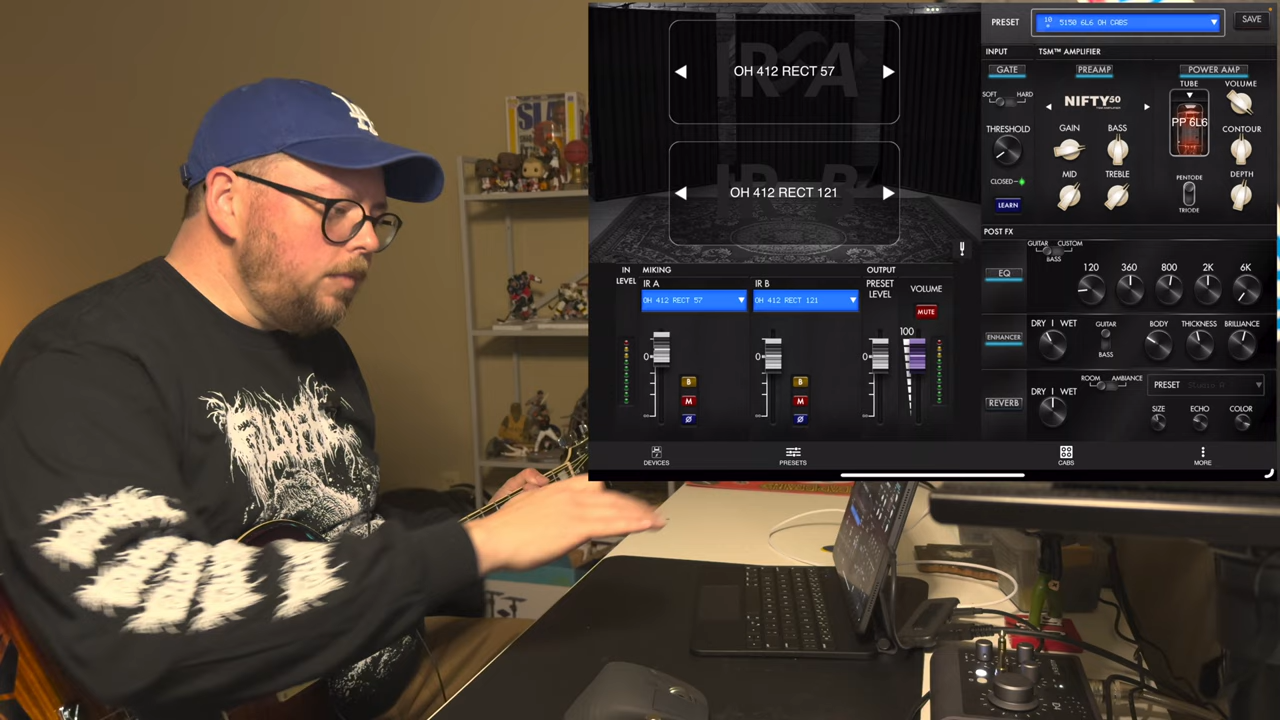 PRESET
10
5150 6L6 OH CABS
SAVE
OH 412 RECT 57
OH 412 RECT 121
INPUT
TSM™ AMPLIFIER
GATE
PREAMP
POWER AMP
SOFT
HARD
TUBE
VOLUME
NIFTY50
PP 6L6
THRESHOLD
GAIN
BASS
CONTOUR
CLOSED
MID
TREBLE
PENTODE
TRIODE
DEPTH
LEARN
POST FX
GUITAR
CUSTOM
BASS
EQ
120
360
800
2K
6K
ENHANCER
DRY
WET
GUITAR
BASS
BODY
THICKNESS
BRILLIANCE
REVERB
DRY
WET
ROOM
AMBIANCE
PRESET
Studio A
SIZE
ECHO
COLOR
IN LEVEL
MIKING
IR A
OH 412 RECT 57
IR B
OH 412 RECT 121
OUTPUT
PRESET LEVEL
VOLUME
MUTE
100
0
0
0
B
M
Ø
B
M
Ø
DEVICES
PRESETS
CABS
MORE
LA
SLAM